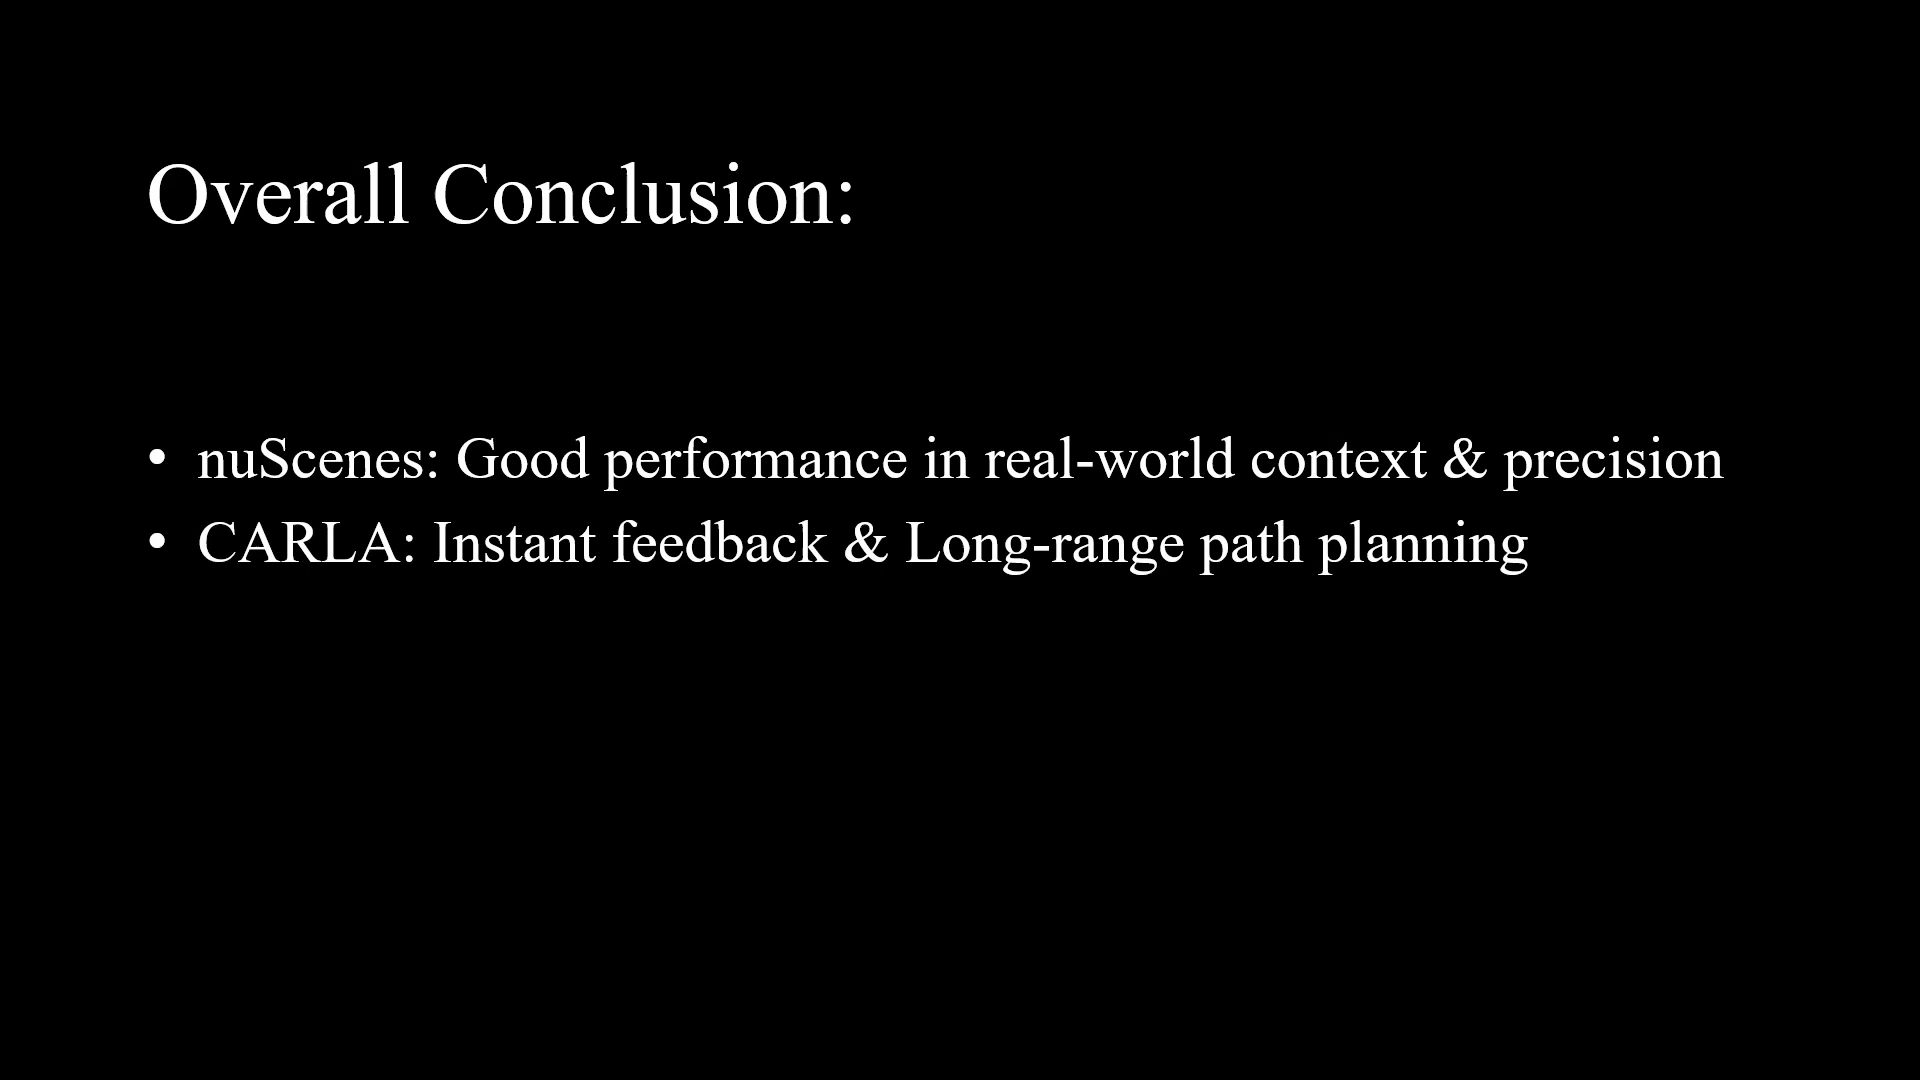 Overall Conclusion:
• nuScenes: Good performance in real-world context & precision
• CARLA: Instant feedback & Long-range path planning